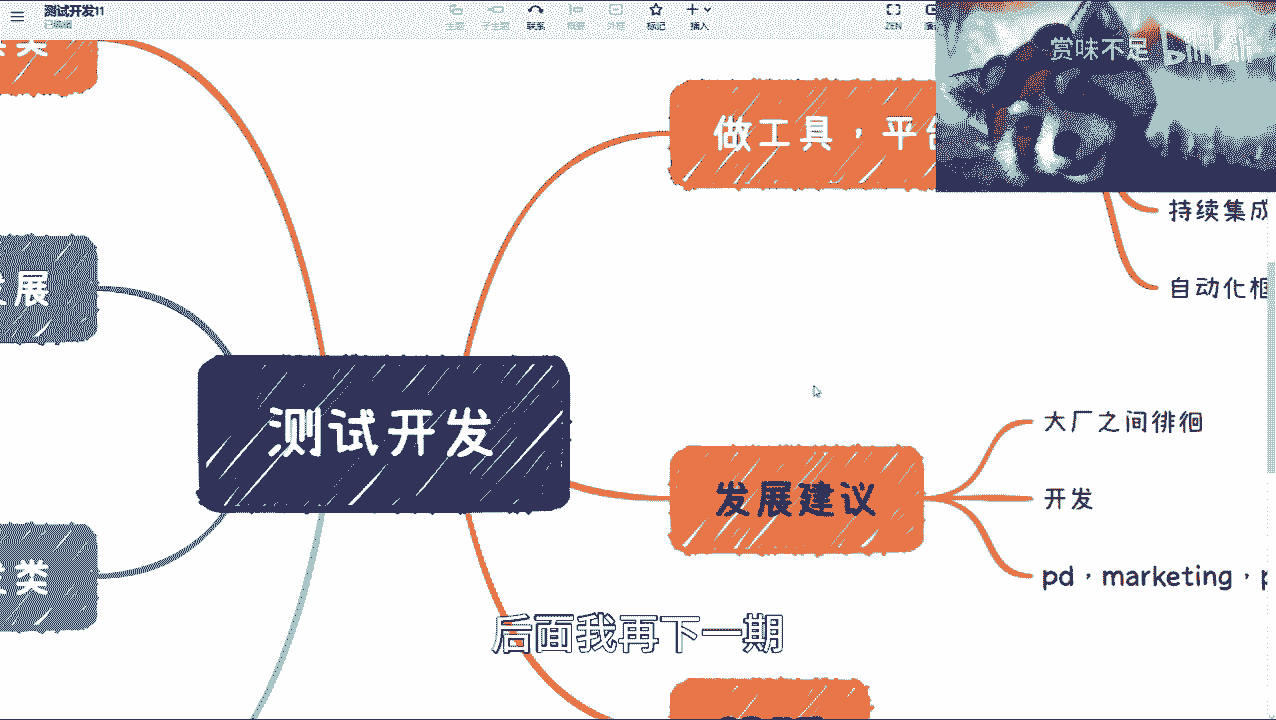 测试开发11
已编辑
主题 子主题 联系 概要 外框 标记 插入
ZEN
赏味不足 bilibili
类
做工具，平
持续集成
自动化框
展
测试开发
大厂之间徘徊
发展建议
开发
pd，marketing，p
类
后面我再下一期